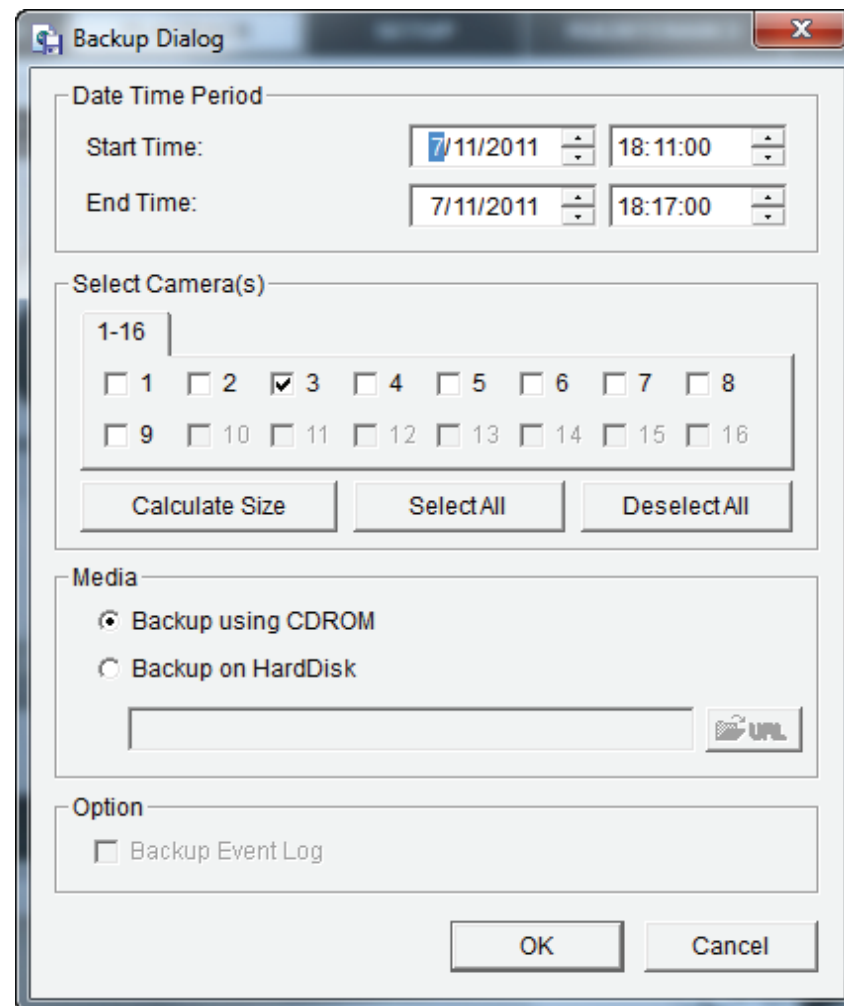 Backup Dialog
Date Time Period
Start Time: 7/11/2011 18:11:00
End Time: 7/11/2011 18:17:00
Select Camera(s)
1-16
1 2 3 4 5 6 7 8
9 10 11 12 13 14 15 16
Calculate Size Select All Deselect All
Media
Backup using CDROM
Backup on HardDisk
URL
Option
Backup Event Log
OK Cancel